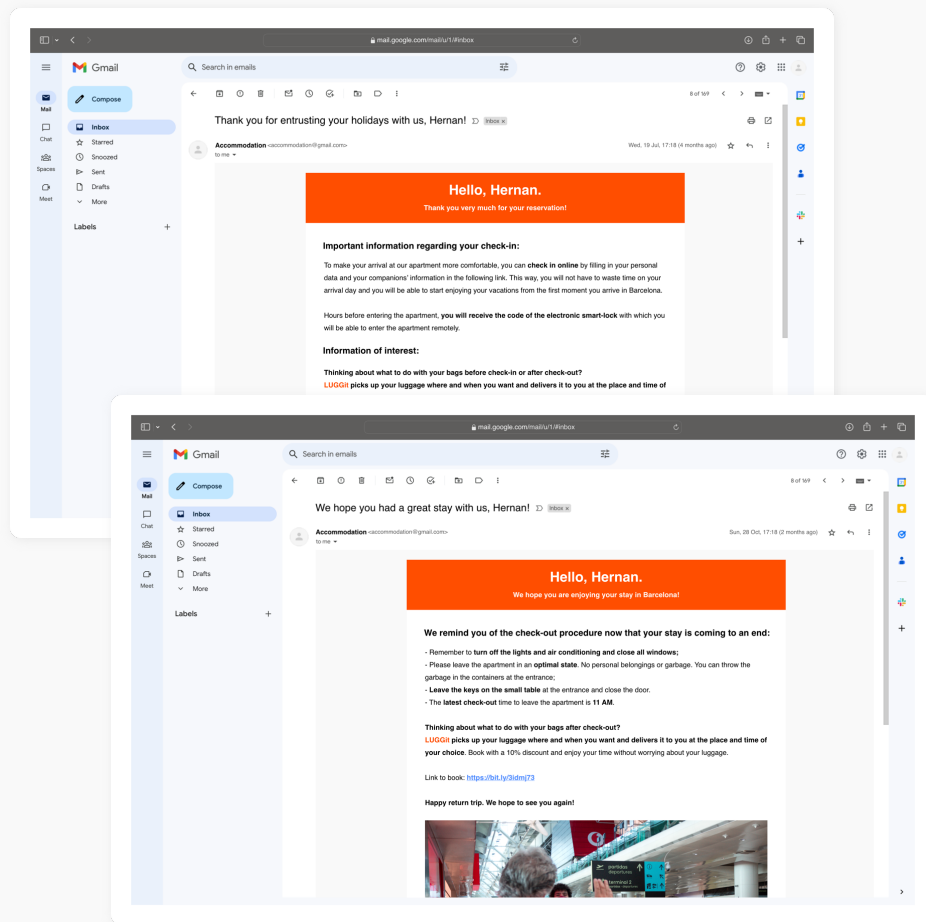 mail.google.com/mail/u/1/#inbox
Gmail
Search in emails
Mail
Compose
8 of 169
Chat
Inbox
Thank you for entrusting your holidays with us, Hernan!
Inbox ×
Starred
Spaces
Snoozed
Accommodation <accommodation@gmail.com>
Wed, 19 Jul, 17:18 (4 months ago)
to me
Sent
Meet
Drafts
More
Labels
Hello, Hernan.
Thank you very much for your reservation!
Important information regarding your check-in:
To make your arrival at our apartment more comfortable, you can check in online by filling in your personal
data and your companions' information in the following link. This way, you will not have to waste time on your
arrival day and you will be able to start enjoying your vacations from the first moment you arrive in Barcelona.
Hours before entering the apartment, you will receive the code of the electronic smart-lock with which you
will be able to enter the apartment remotely.
Information of interest:
Thinking about what to do with your bags before check-in or after check-out?
LUGGit picks up your luggage where and when you want and delivers it to you at the place and time of
mail.google.com/mail/u/1/#inbox
Gmail
Search in emails
Mail
Compose
8 of 169
Chat
Inbox
We hope you had a great stay with us, Hernan!
Inbox ×
Starred
Spaces
Snoozed
Accommodation <accommodation@gmail.com>
Sun, 28 Oct, 17:18 (2 months ago)
to me
Sent
Meet
Drafts
More
Labels
Hello, Hernan.
We hope you are enjoying your stay in Barcelona!
We remind you of the check-out procedure now that your stay is coming to an end:
- Remember to turn off the lights and air conditioning and close all windows;
- Please leave the apartment in an optimal state. No personal belongings or garbage. You can throw the
garbage in the containers at the entrance;
- Leave the keys on the small table at the entrance and close the door.
- The latest check-out time to leave the apartment is 11 AM.
Thinking about what to do with your bags after check-out?
LUGGit picks up your luggage where and when you want and delivers it to you at the place and time of
your choice. Book with a 10% discount and enjoy your time without worrying about your luggage.
Link to book: https://bit.ly/3idmj73
Happy return trip. We hope to see you again!
partidas
departures
terminal 2